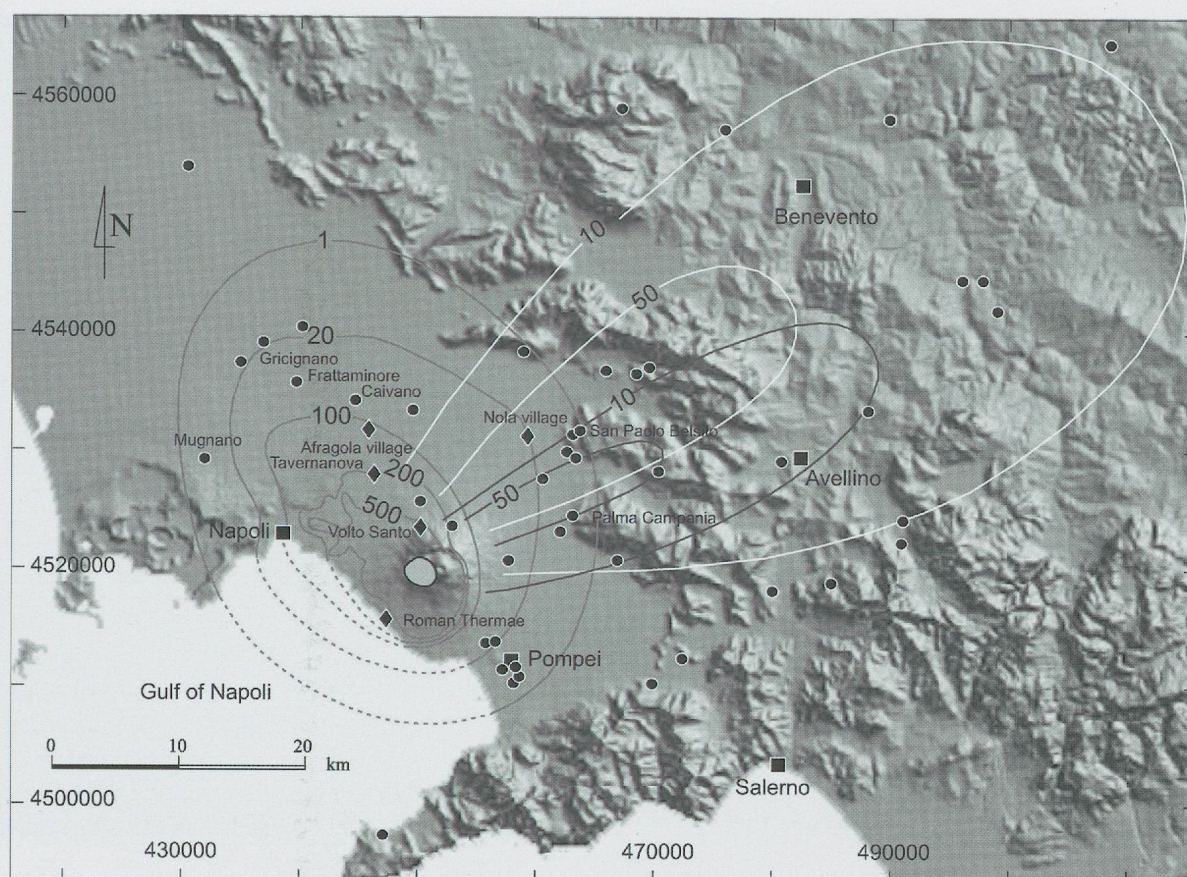 4560000
N
Benevento
10
1
50
4540000
20
Gricignano
Frattaminore
Caivano
10
100
Nola village
Mugnano
San Paolo Belsito
Afragola village
Tavernanova
200
50
Avellino
500
Palma Campania
Napoli
Volto Santo
4520000
Roman Thermae
Pompei
Gulf of Napoli
0 10 20
km
Salerno
4500000
430000
470000
490000